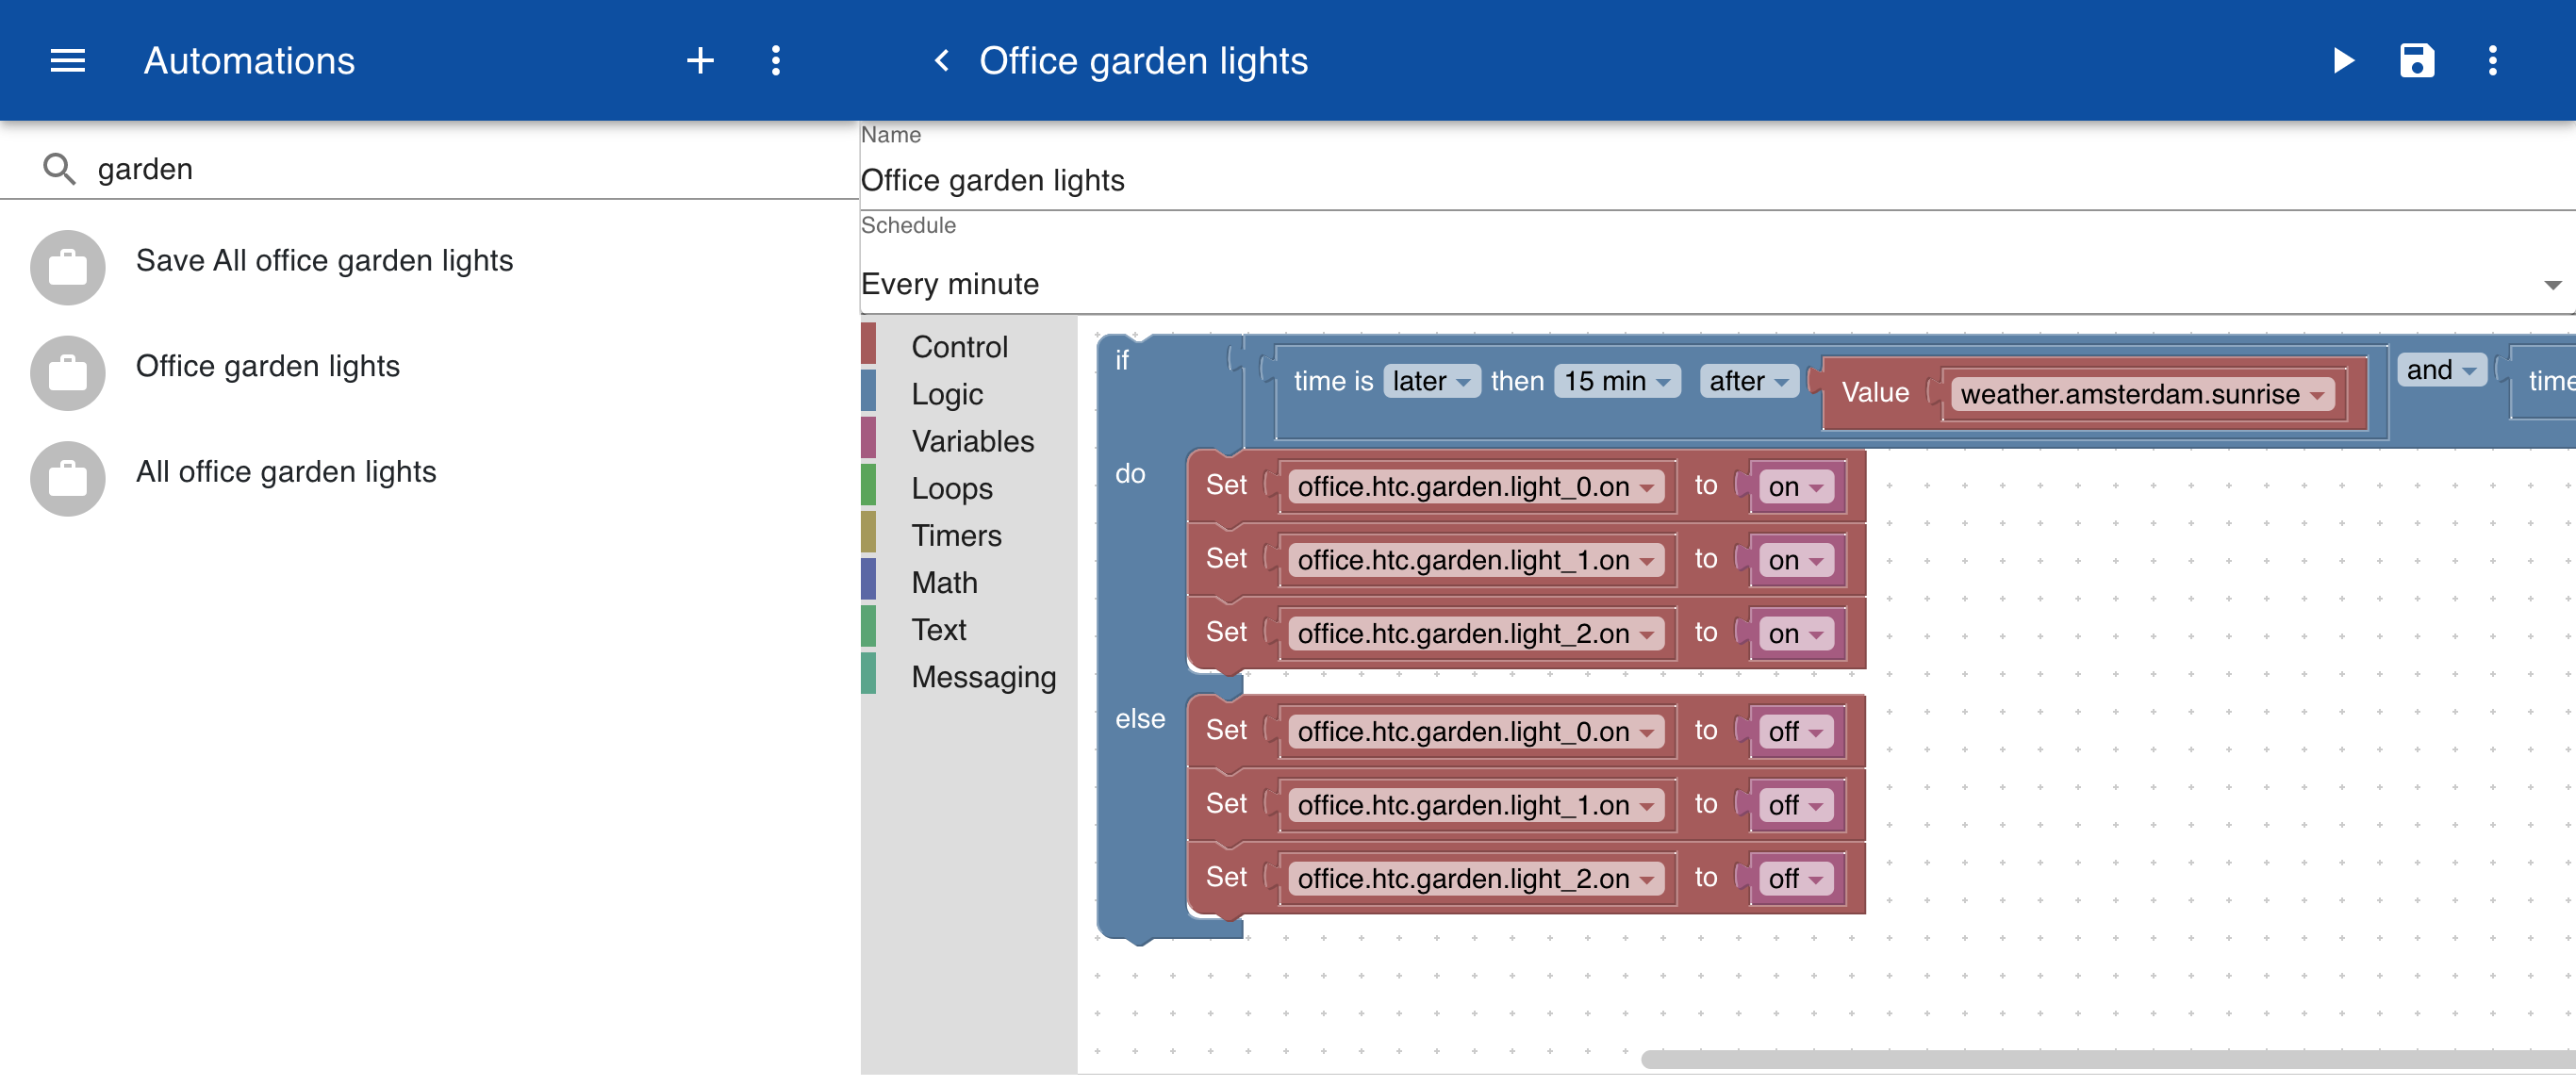 Automations
Office garden lights
garden
Save All office garden lights
Office garden lights
All office garden lights
Name
Office garden lights
Schedule
Every minute
Control
Logic
Variables
Loops
Timers
Math
Text
Messaging
if time is later then 15 min after Value weather.amsterdam.sunrise and time
do Set office.htc.garden.light_0.on to on
Set office.htc.garden.light_1.on to on
Set office.htc.garden.light_2.on to on
else Set office.htc.garden.light_0.on to off
Set office.htc.garden.light_1.on to off
Set office.htc.garden.light_2.on to off